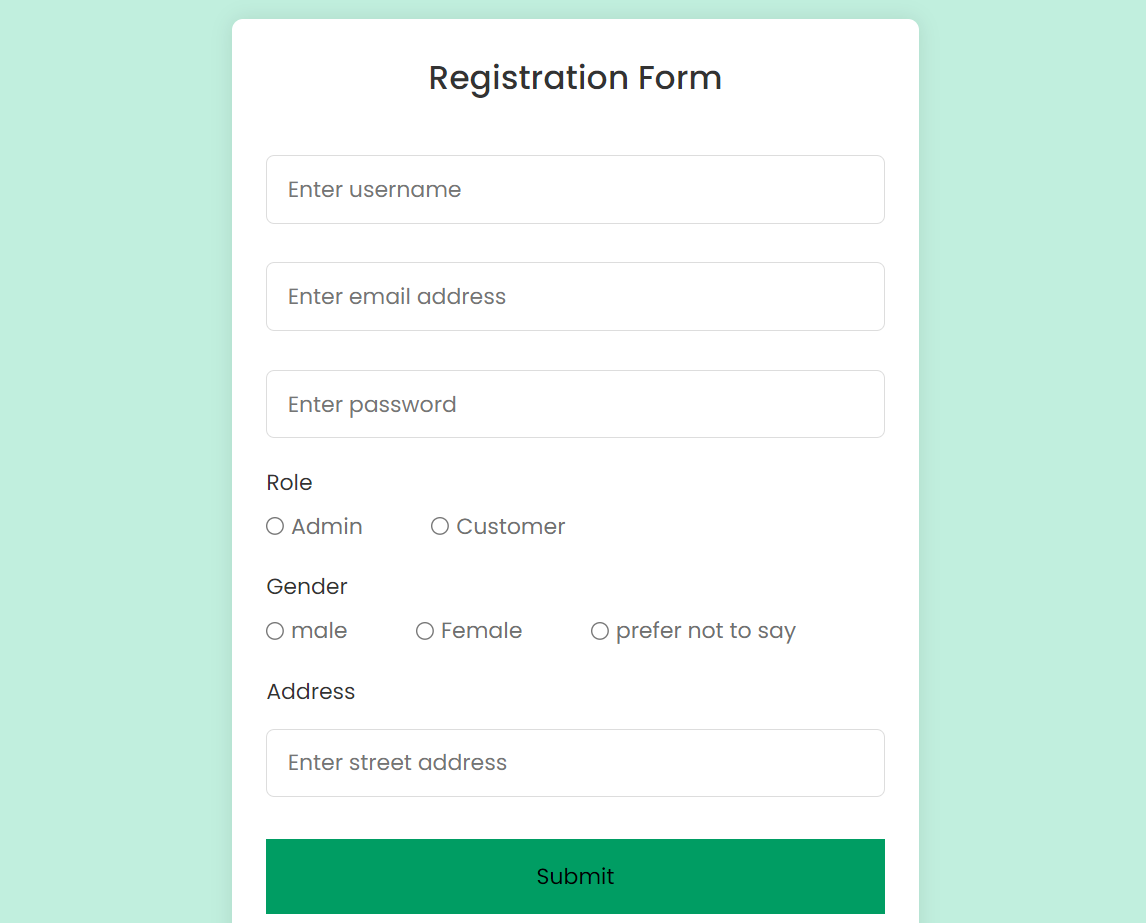 Registration Form
Enter username
Enter email address
Enter password
Role
Admin Customer
Gender
male Female prefer not to say
Address
Enter street address
Submit